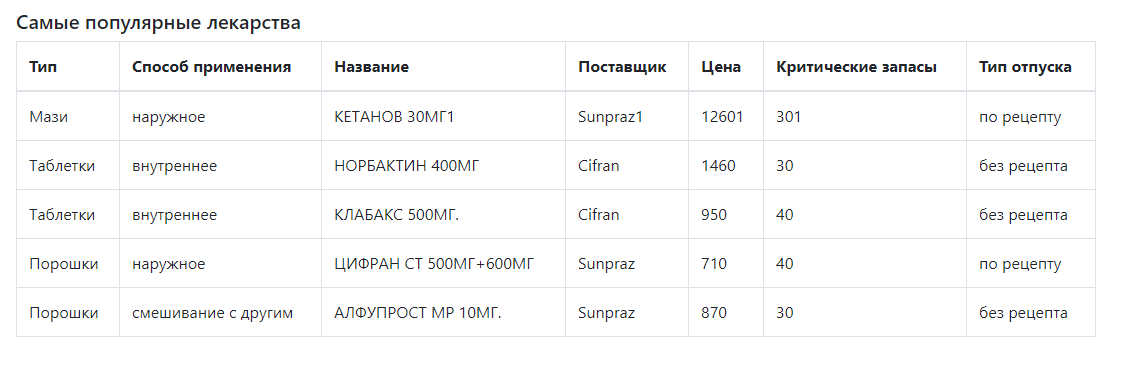 Самые популярные лекарства
Тип Способ применения Название Поставщик Цена Критические запасы Тип отпуска
Мази наружное КЕТАНОВ 30МГ1 Sunpraz1 12601 301 по рецепту
Таблетки внутреннее НОРБАКТИН 400МГ Cifran 1460 30 без рецепта
Таблетки внутреннее КЛАБАКС 500МГ. Cifran 950 40 без рецепта
Порошки наружное ЦИФРАН СТ 500МГ+600МГ Sunpraz 710 40 по рецепту
Порошки смешивание с другим АЛФУПРОСТ МР 10МГ. Sunpraz 870 30 без рецепта